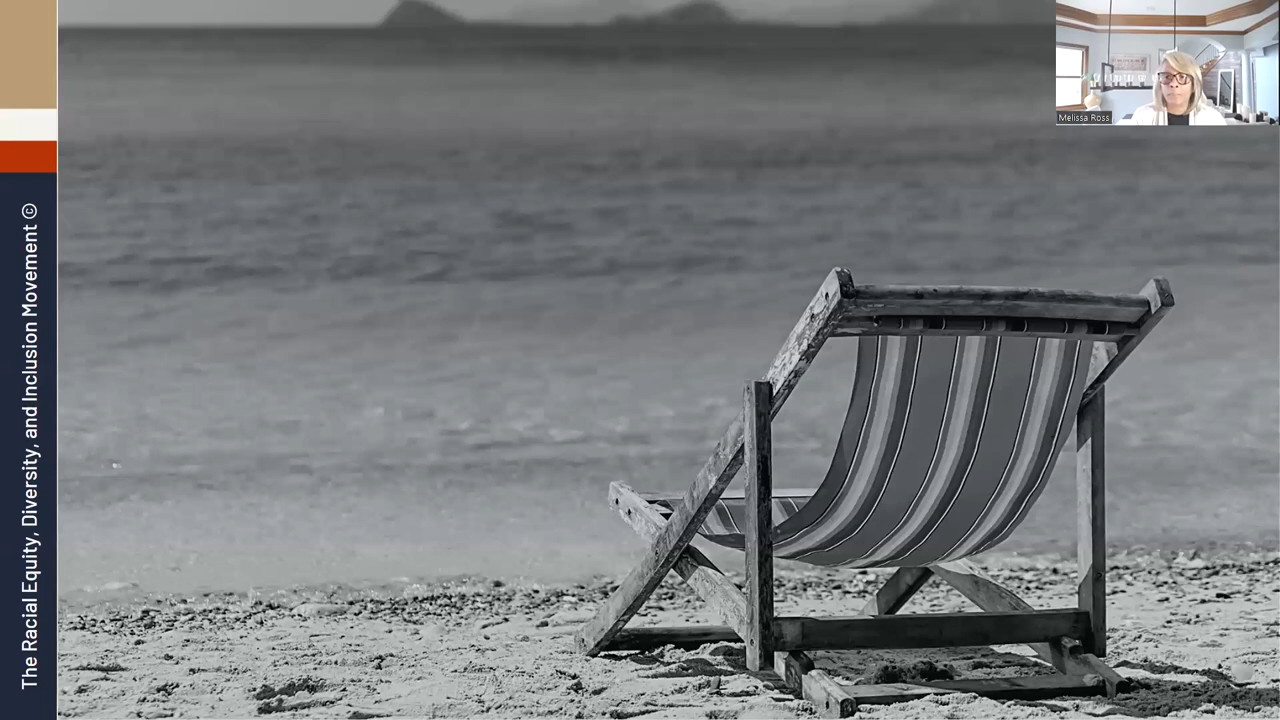 The Racial Equity, Diversity, and Inclusion Movement ©
Melissa Ross